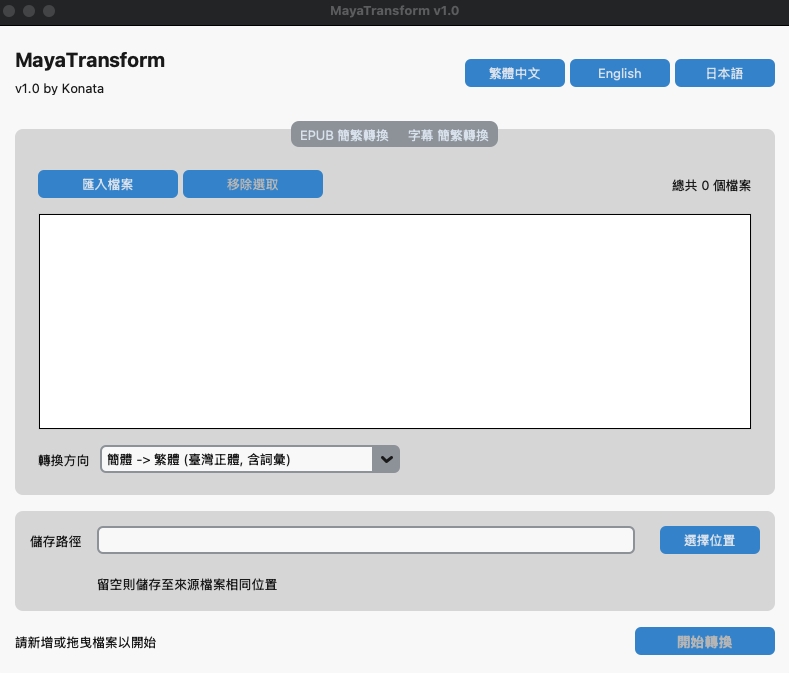 MayaTransform v1.0
MayaTransform
v1.0 by Konata
繁體中文 English 日本語
EPUB 簡繁轉換 字幕 簡繁轉換
匯入檔案 移除選取 總共 0 個檔案
轉換方向 簡體 -> 繁體 (臺灣正體, 含詞彙)
儲存路徑 選擇位置
留空則儲存至來源檔案相同位置
請新增或拖曳檔案以開始 開始轉換